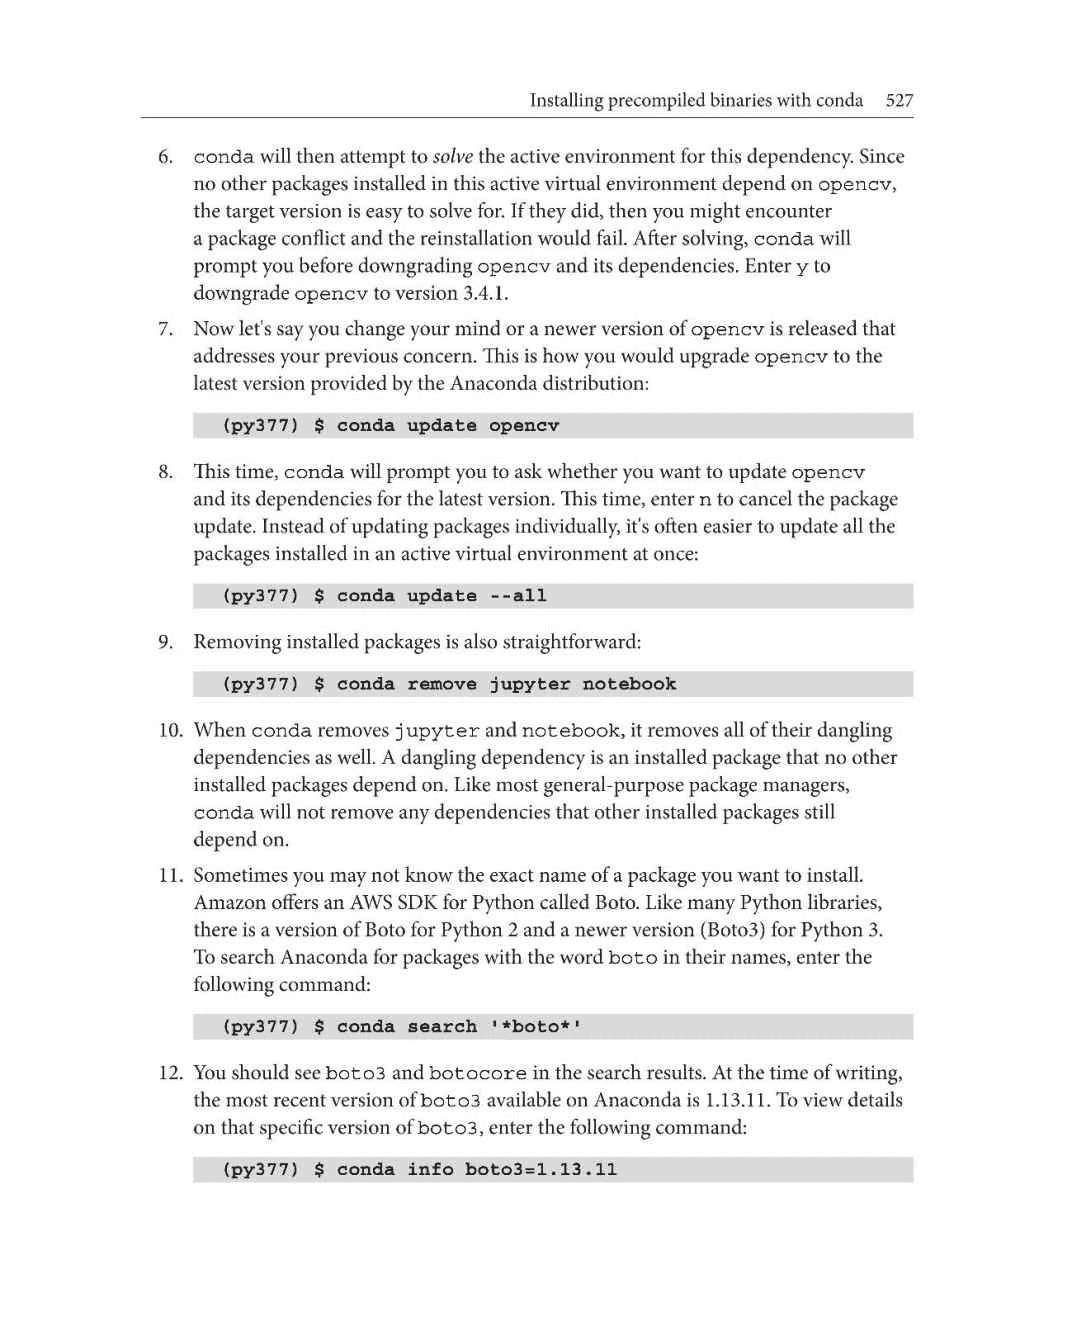 Installing precompiled binaries with conda 527
6. conda will then attempt to solve the active environment for this dependency. Since
no other packages installed in this active virtual environment depend on opencv,
the target version is easy to solve for. If they did, then you might encounter
a package conflict and the reinstallation would fail. After solving, conda will
prompt you before downgrading opencv and its dependencies. Enter y to
downgrade opencv to version 3.4.1.
7. Now let's say you change your mind or a newer version of opencv is released that
addresses your previous concern. This is how you would upgrade opencv to the
latest version provided by the Anaconda distribution:
(py377) $ conda update opencv
8. This time, conda will prompt you to ask whether you want to update opencv
and its dependencies for the latest version. This time, enter n to cancel the package
update. Instead of updating packages individually, it's often easier to update all the
packages installed in an active virtual environment at once:
(py377) $ conda update --all
9. Removing installed packages is also straightforward:
(py377) $ conda remove jupyter notebook
10. When conda removes jupyter and notebook, it removes all of their dangling
dependencies as well. A dangling dependency is an installed package that no other
installed packages depend on. Like most general-purpose package managers,
conda will not remove any dependencies that other installed packages still
depend on.
11. Sometimes you may not know the exact name of a package you want to install.
Amazon offers an AWS SDK for Python called Boto. Like many Python libraries,
there is a version of Boto for Python 2 and a newer version (Boto3) for Python 3.
To search Anaconda for packages with the word boto in their names, enter the
following command:
(py377) $ conda search '*boto*'
12. You should see boto3 and botocore in the search results. At the time of writing,
the most recent version of boto3 available on Anaconda is 1.13.11. To view details
on that specific version of boto3, enter the following command:
(py377) $ conda info boto3=1.13.11